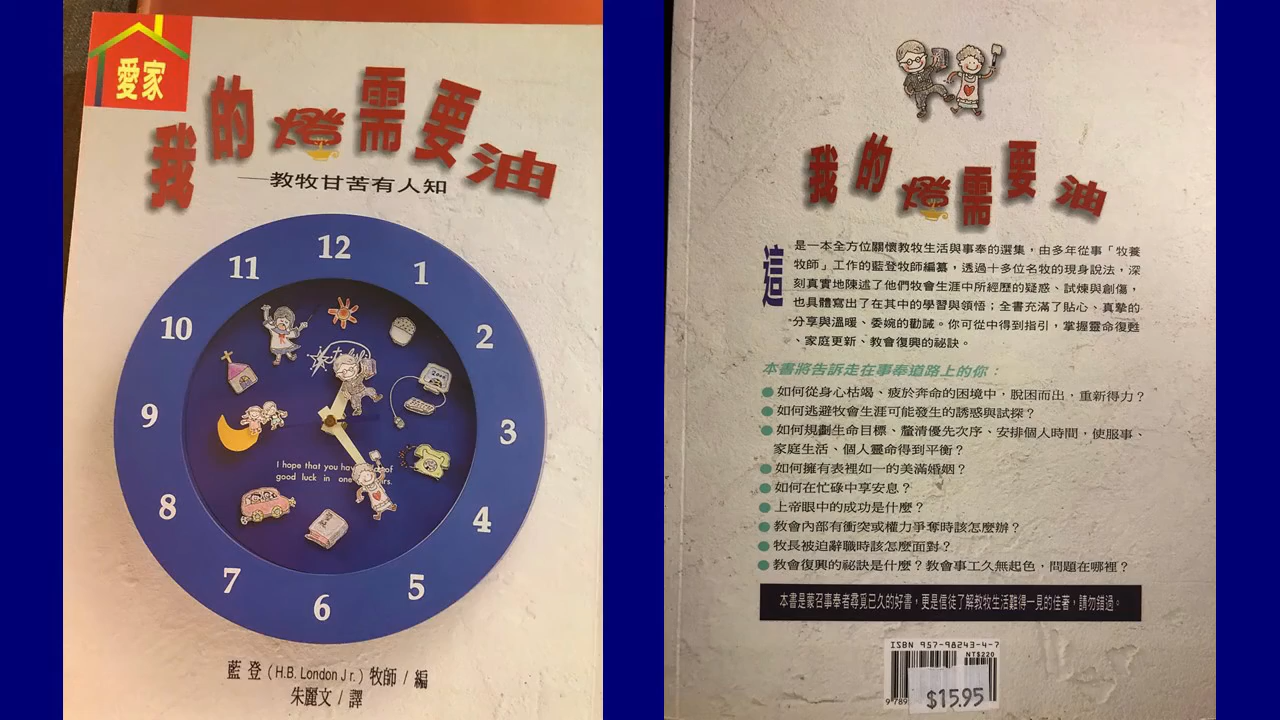 愛家
我的燈需要油
──教牧甘苦有人知
12
1
2
3
4
5
6
7
8
9
10
11
I hope that you have of
good luck in one
藍登(H.B. London Jr.)牧師/編
朱麗文/譯
我的燈需要油
這是一本全方位關懷教牧生活與事奉的選集，由多年從事「牧養
牧師」工作的藍登牧師編纂，透過十多位名牧的現身說法，深
刻真實地陳述了他們牧會生涯中所經歷的疑惑、試煉與創傷，
也具體寫出了在其中的學習與領悟；全書充滿了貼心、真摯的
分享與溫暖、委婉的勸誡。你可從中得到指引，掌握靈命復甦
、家庭更新、教會復興的祕訣。
本書將告訴走在事奉道路上的你：
●如何從身心枯竭、疲於奔命的困境中，脫困而出，重新得力？
●如何逃避牧會生涯可能發生的誘惑與試探？
●如何規劃生命目標、釐清優先次序、安排個人時間，使服事、
家庭生活、個人靈命得到平衡？
●如何擁有表裡如一的美滿婚姻？
●如何在忙碌中享安息？
●上帝眼中的成功是什麼？
●教會內部有衝突或權力爭奪時該怎麼辦？
●牧長被迫辭職時該怎麼面對？
●教會復興的祕訣是什麼？教會事工久無起色，問題在哪裡？
本書是蒙召事奉者尋覓已久的好書，更是信徒了解教牧生活難得一見的佳著，請勿錯過。
ISBN 957-98243-4-7
NT$220
9 789
$15.95